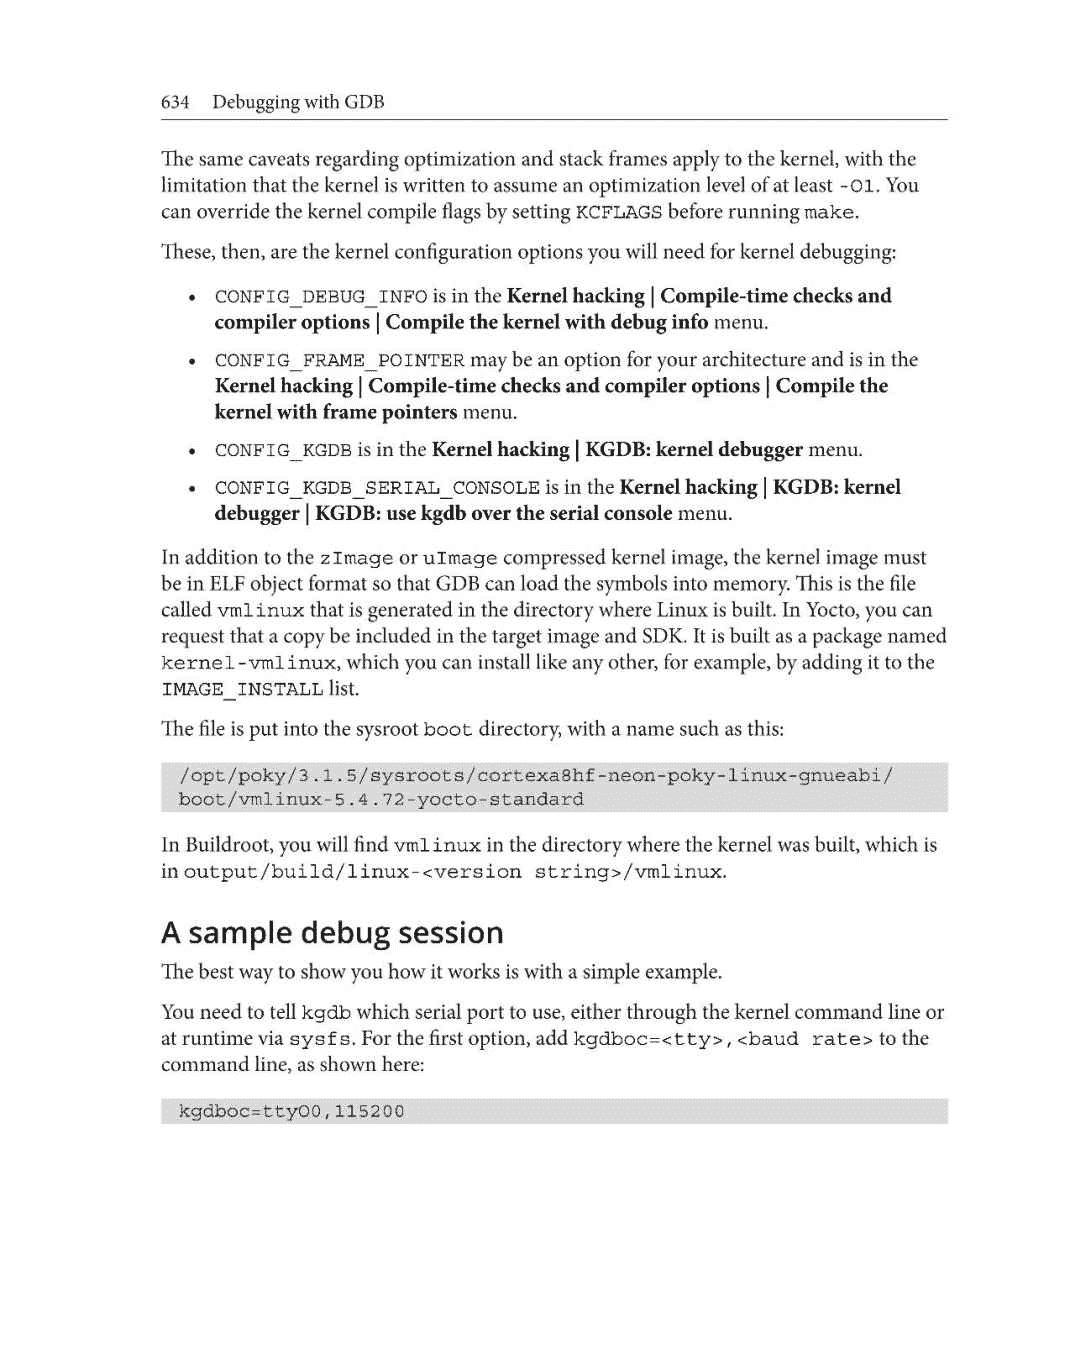 634 Debugging with GDB
The same caveats regarding optimization and stack frames apply to the kernel, with the
limitation that the kernel is written to assume an optimization level of at least -O1. You
can override the kernel compile flags by setting KCFLAGS before running make.
These, then, are the kernel configuration options you will need for kernel debugging:
• CONFIG_DEBUG_INFO is in the Kernel hacking | Compile-time checks and
compiler options | Compile the kernel with debug info menu.
• CONFIG_FRAME_POINTER may be an option for your architecture and is in the
Kernel hacking | Compile-time checks and compiler options | Compile the
kernel with frame pointers menu.
• CONFIG_KGDB is in the Kernel hacking | KGDB: kernel debugger menu.
• CONFIG_KGDB_SERIAL_CONSOLE is in the Kernel hacking | KGDB: kernel
debugger | KGDB: use kgdb over the serial console menu.
In addition to the zImage or uImage compressed kernel image, the kernel image must
be in ELF object format so that GDB can load the symbols into memory. This is the file
called vmlinux that is generated in the directory where Linux is built. In Yocto, you can
request that a copy be included in the target image and SDK. It is built as a package named
kernel-vmlinux, which you can install like any other, for example, by adding it to the
IMAGE_INSTALL list.
The file is put into the sysroot boot directory, with a name such as this:
/opt/poky/3.1.5/sysroots/cortexa8hf-neon-poky-linux-gnueabi/
boot/vmlinux-5.4.72-yocto-standard
In Buildroot, you will find vmlinux in the directory where the kernel was built, which is
in output/build/linux-<version string>/vmlinux.
A sample debug session
The best way to show you how it works is with a simple example.
You need to tell kgdb which serial port to use, either through the kernel command line or
at runtime via sysfs. For the first option, add kgdboc=<tty>,<baud rate> to the
command line, as shown here:
kgdboc=ttyO0,115200